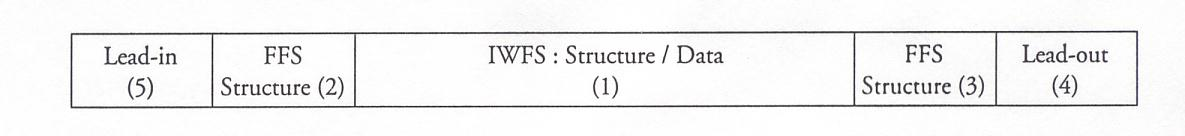 Lead-in
(5)
FFS
Structure (2)
IWFS : Structure / Data
(1)
FFS
Structure (3)
Lead-out
(4)